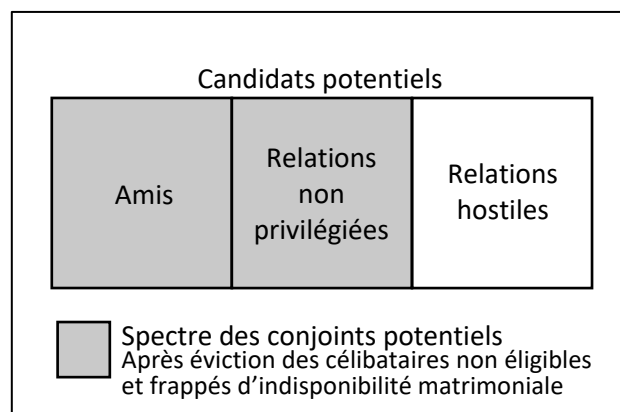 Candidats potentiels
Amis
Relations
non
privilégiées
Relations
hostiles
Spectre des conjoints potentiels
Après éviction des célibataires non éligibles
et frappés d’indisponibilité matrimoniale